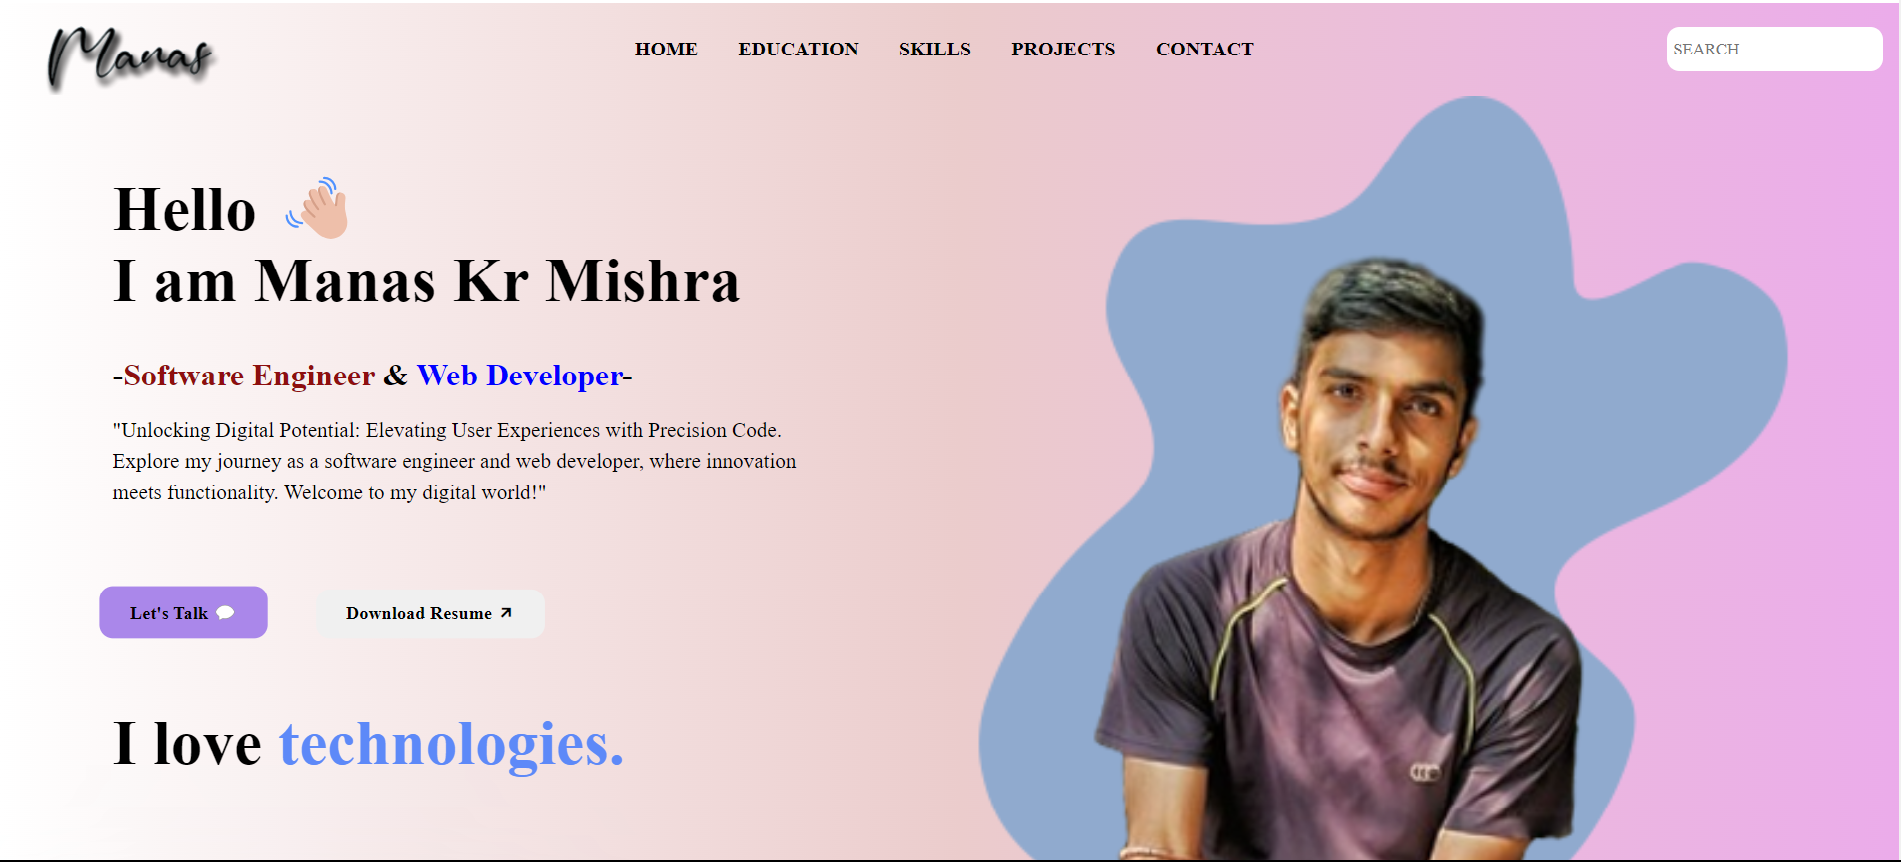 Manas
HOME EDUCATION SKILLS PROJECTS CONTACT
SEARCH
Hello
I am Manas Kr Mishra
-Software Engineer & Web Developer-
"Unlocking Digital Potential: Elevating User Experiences with Precision Code.
Explore my journey as a software engineer and web developer, where innovation
meets functionality. Welcome to my digital world!"
Let's Talk
Download Resume
I love technologies.